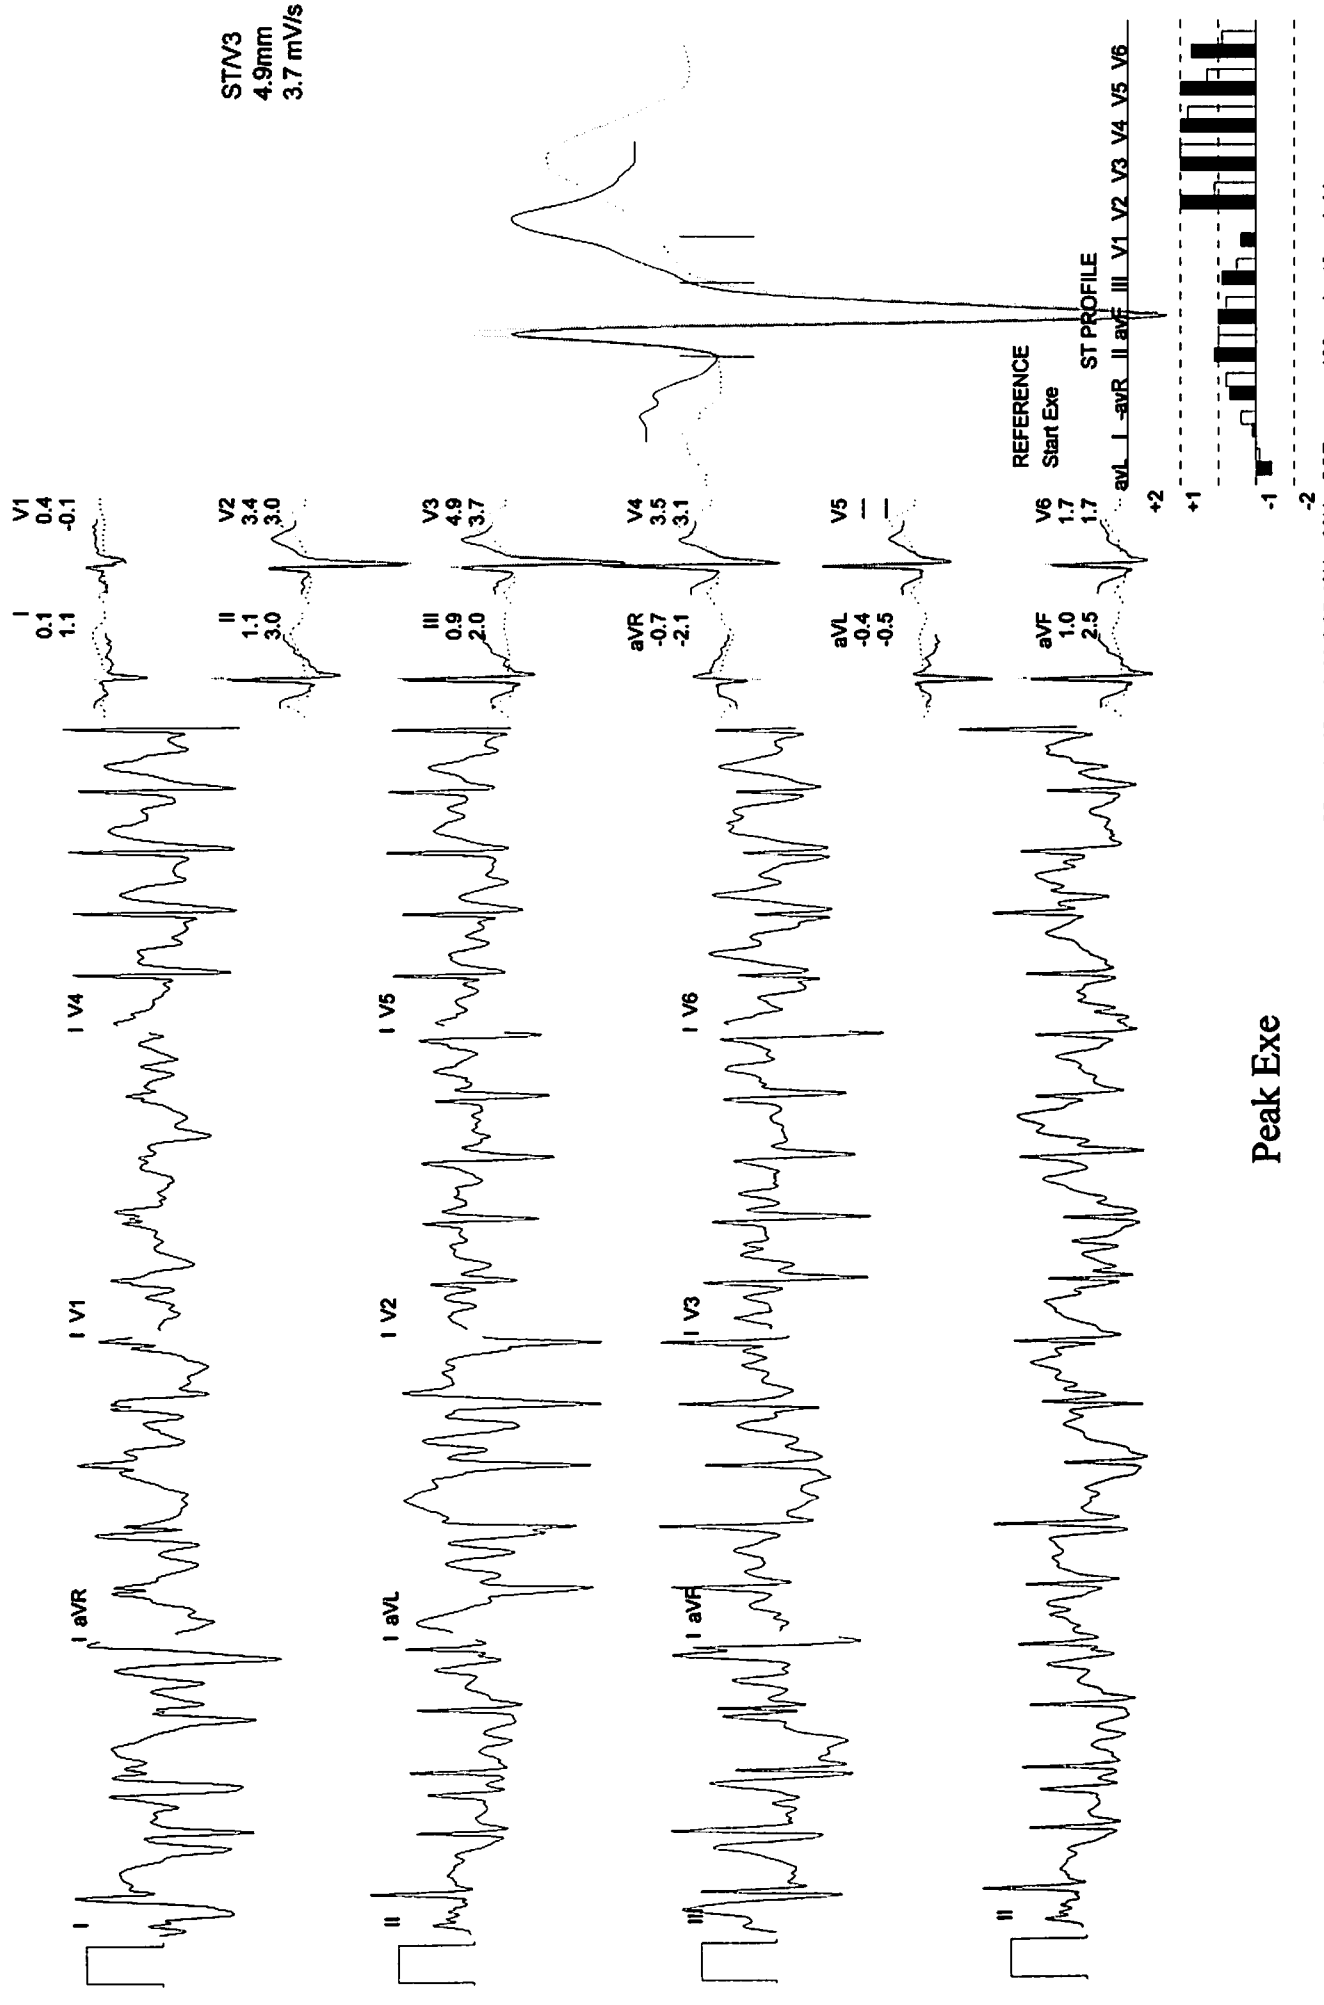 I
I aVR
I V1
I V4
II
I aVL
I V2
I V5
III
I aVF
I V3
I V6
II
I
0.1
1.1
V1
0.4
-0.1
II
1.1
3.0
V2
3.4
3.0
III
0.9
2.0
V3
4.9
3.7
aVR
-0.7
-2.1
V4
3.5
3.1
aVL
-0.4
-0.5
V5
—
—
aVF
1.0
2.5
V6
1.7
1.7
ST/V3
4.9mm
3.7 mV/s
REFERENCE
Start Exe
ST PROFILE
avL I -avR II avF III V1 V2 V3 V4 V5 V6
+2
+1
-1
-2
Peak Exe